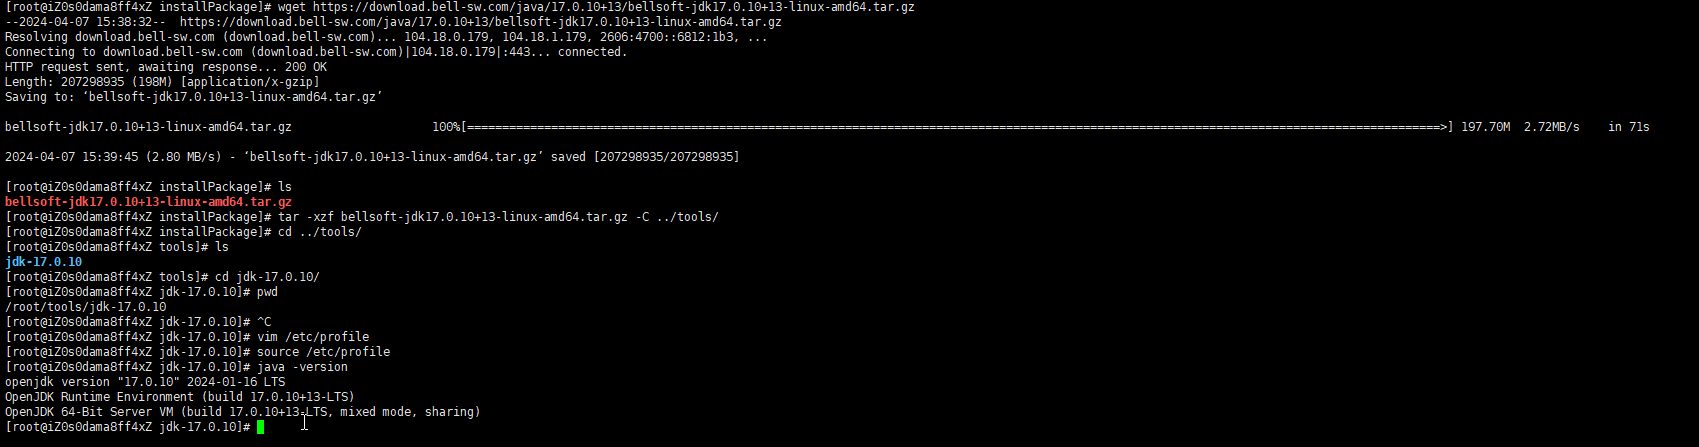 [root@iZ0s0dama8ff4xZ installPackage]# wget https://download.bell-sw.com/java/17.0.10+13/bellsoft-jdk17.0.10+13-linux-amd64.tar.gz
--2024-04-07 15:38:32--  https://download.bell-sw.com/java/17.0.10+13/bellsoft-jdk17.0.10+13-linux-amd64.tar.gz
Resolving download.bell-sw.com (download.bell-sw.com)... 104.18.0.179, 104.18.1.179, 2606:4700::6812:1b3, ...
Connecting to download.bell-sw.com (download.bell-sw.com)|104.18.0.179|:443... connected.
HTTP request sent, awaiting response... 200 OK
Length: 207298935 (198M) [application/x-gzip]
Saving to: ‘bellsoft-jdk17.0.10+13-linux-amd64.tar.gz’
bellsoft-jdk17.0.10+13-linux-amd64.tar.gz 100%[===========================================================================================================================================>] 197.70M  2.72MB/s    in 71s
2024-04-07 15:39:45 (2.80 MB/s) - ‘bellsoft-jdk17.0.10+13-linux-amd64.tar.gz’ saved [207298935/207298935]
[root@iZ0s0dama8ff4xZ installPackage]# ls
bellsoft-jdk17.0.10+13-linux-amd64.tar.gz
[root@iZ0s0dama8ff4xZ installPackage]# tar -xzf bellsoft-jdk17.0.10+13-linux-amd64.tar.gz -C ../tools/
[root@iZ0s0dama8ff4xZ installPackage]# cd ../tools/
[root@iZ0s0dama8ff4xZ tools]# ls
jdk-17.0.10
[root@iZ0s0dama8ff4xZ tools]# cd jdk-17.0.10/
[root@iZ0s0dama8ff4xZ jdk-17.0.10]# pwd
/root/tools/jdk-17.0.10
[root@iZ0s0dama8ff4xZ jdk-17.0.10]# ^C
[root@iZ0s0dama8ff4xZ jdk-17.0.10]# vim /etc/profile
[root@iZ0s0dama8ff4xZ jdk-17.0.10]# source /etc/profile
[root@iZ0s0dama8ff4xZ jdk-17.0.10]# java -version
openjdk version "17.0.10" 2024-01-16 LTS
OpenJDK Runtime Environment (build 17.0.10+13-LTS)
OpenJDK 64-Bit Server VM (build 17.0.10+13-LTS, mixed mode, sharing)
[root@iZ0s0dama8ff4xZ jdk-17.0.10]#